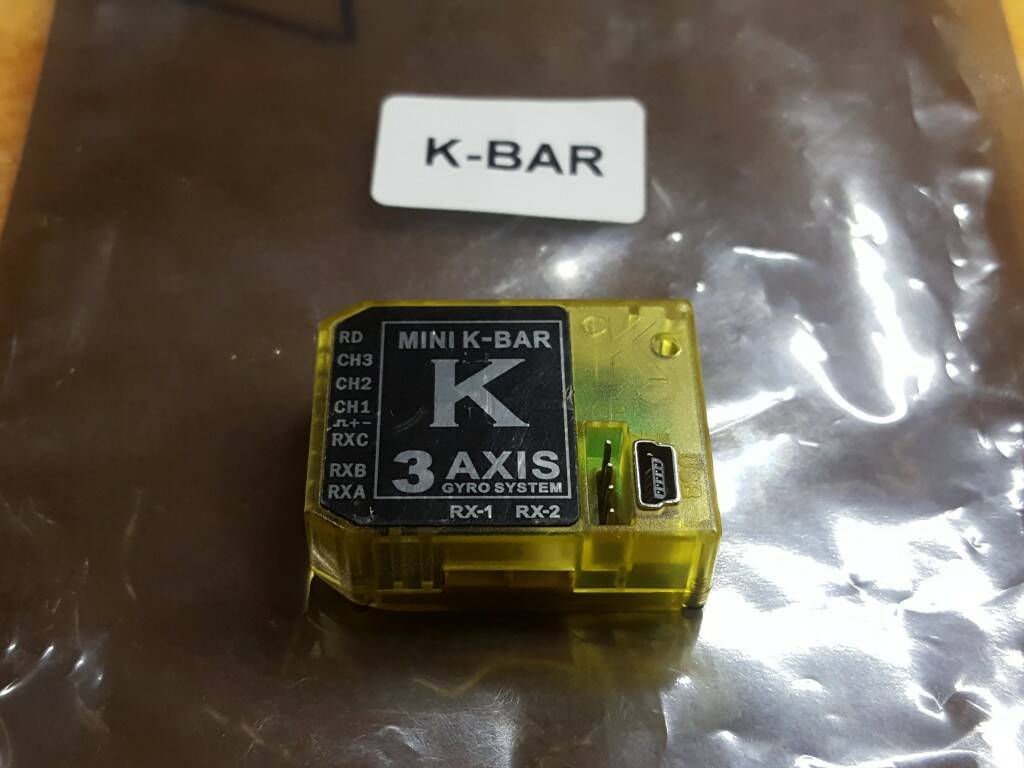 K-BAR
RD
CH3
CH2
CH1
⎍+-
RXC
RXB
RXA
MINI K-BAR
K
3 AXIS
GYRO SYSTEM
RX-1 RX-2